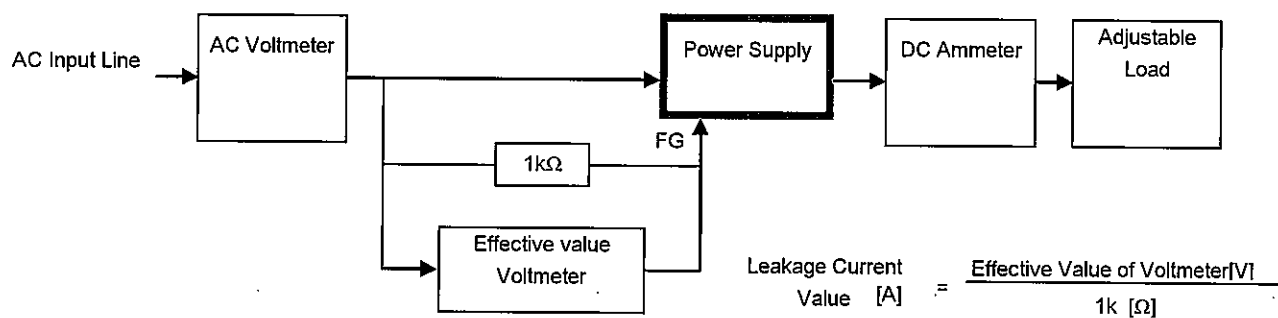 AC Input Line
AC Voltmeter
Power Supply
DC Ammeter
Adjustable
Load
FG
1kΩ
Effective value
Voltmeter
Leakage Current
Value [A]
=
Effective Value of Voltmeter[V]
1k [Ω]